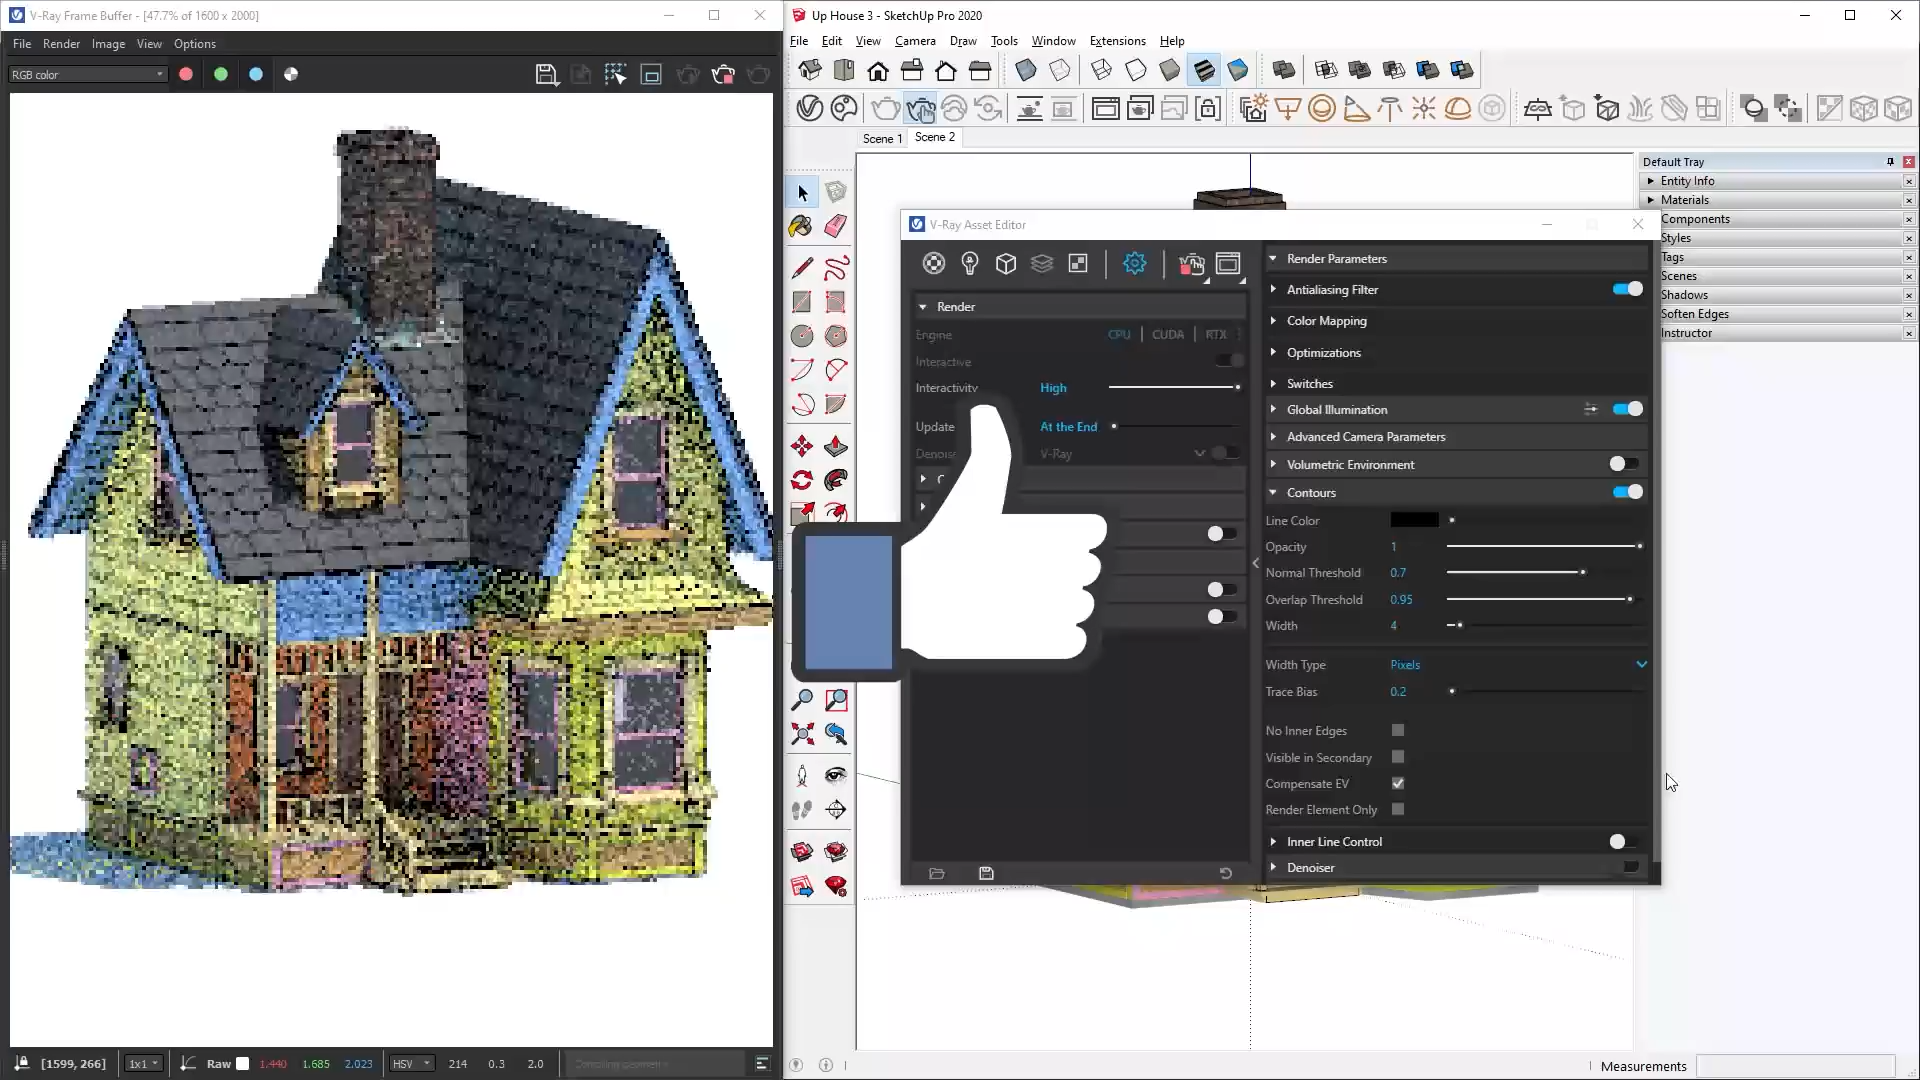 V-Ray Frame Buffer - [47.7% of 1600 x 2000]
File Render Image View Options
RGB color
[1599, 266] 1x1 Raw 1.440 1.685 2.023 HSV 214 0.3 2.0
Up House 3 - SketchUp Pro 2020
File Edit View Camera Draw Tools Window Extensions Help
Scene 1 Scene 2
V-Ray Asset Editor
Render
Engine CPU CUDA RTX
Interactive
Interactivity High
Update At the End
V-Ray
Render Parameters
Antialiasing Filter
Color Mapping
Optimizations
Switches
Global Illumination
Advanced Camera Parameters
Volumetric Environment
Contours
Line Color
Opacity 1
Normal Threshold 0.7
Overlap Threshold 0.95
Width 4
Width Type Pixels
Trace Bias 0.2
No Inner Edges
Visible in Secondary
Compensate EV
Render Element Only
Inner Line Control
Denoiser
Default Tray
Entity Info
Materials
Components
Styles
Tags
Scenes
Shadows
Soften Edges
Instructor
Measurements